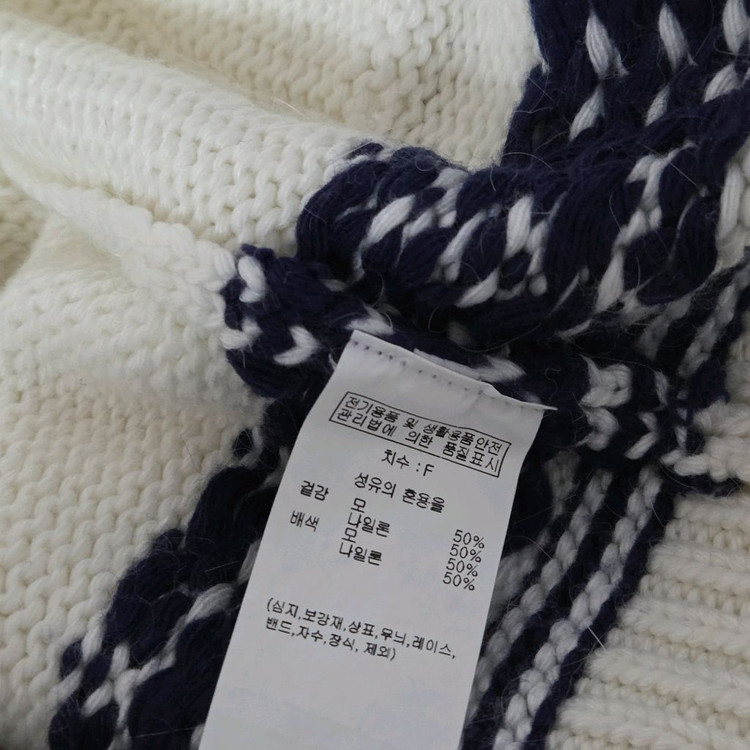 전기용품 및 생활용품안전
관리법에 의한 품질표시
치수 : F
섬유의 혼용율
겉감 모 50%
나일론 50%
배색 모 50%
나일론 50%
(심지,보강재,상표,무늬,레이스,
밴드,자수,장식, 제외)